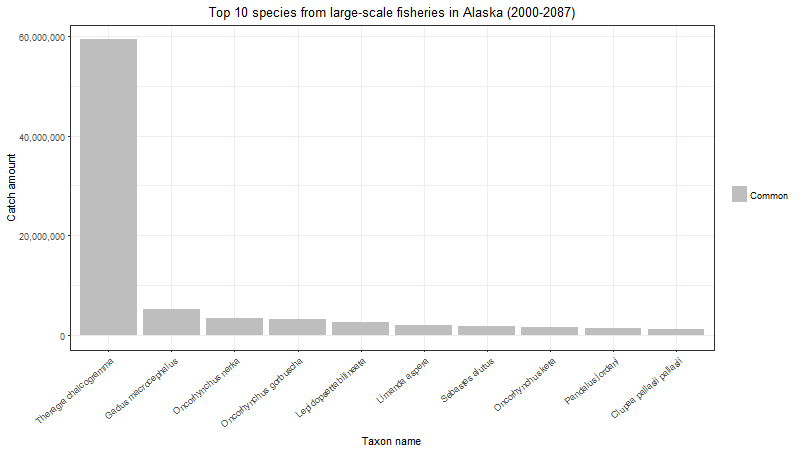 Top 10 species from large-scale fisheries in Alaska (2000-2087)
Catch amount
60,000,000
40,000,000
20,000,000
0
Common
Theragra chalcogramma
Gadus macrocephalus
Oncorhynchus nerka
Oncorhynchus gorbuscha
Lepidopsetta bilineata
Limanda aspera
Sebastes alutus
Oncorhynchus keta
Pandalus jordani
Clupea pallasii pallasii
Taxon name